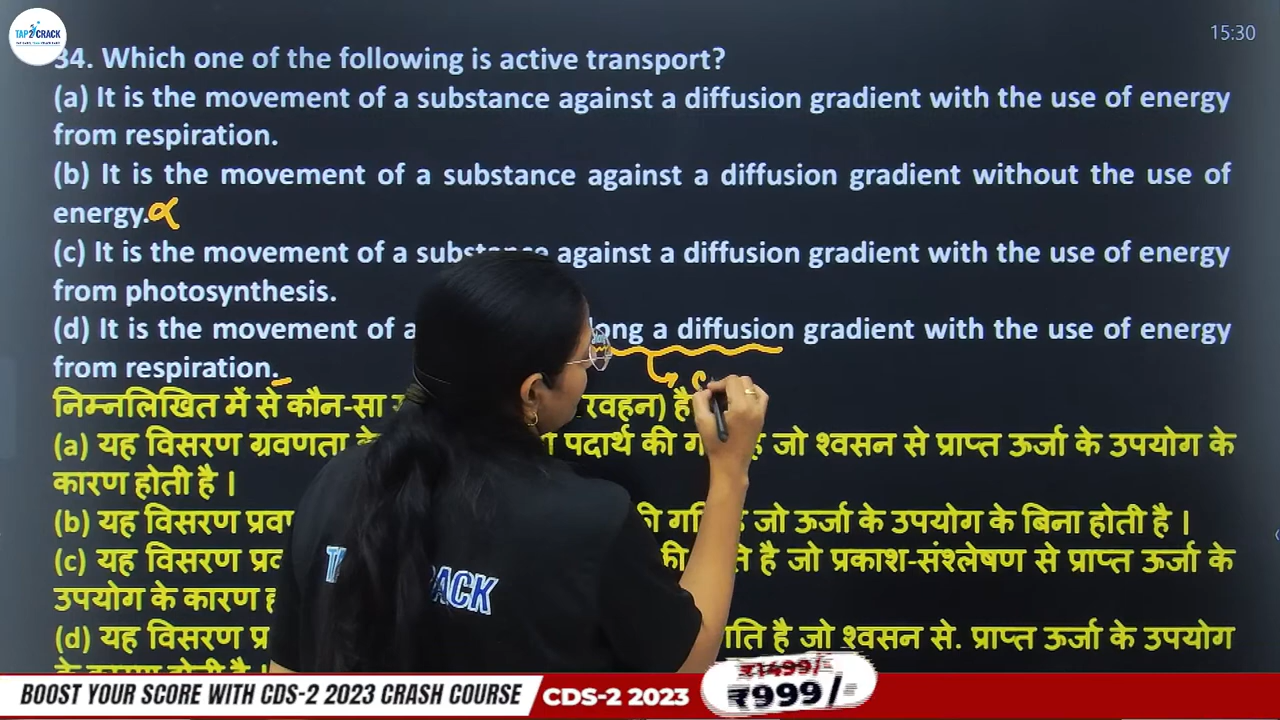 TAP2CRACK
15:30
34. Which one of the following is active transport?
(a) It is the movement of a substance against a diffusion gradient with the use of energy
from respiration.
(b) It is the movement of a substance against a diffusion gradient without the use of
energy.
(c) It is the movement of a substance against a diffusion gradient with the use of energy
from photosynthesis.
(d) It is the movement of a long a diffusion gradient with the use of energy
from respiration.
निम्नलिखित में से कौन-सा है
(a) यह विसरण ग्रवणता पदार्थ की जो श्वसन से प्राप्त ऊर्जा के उपयोग के
कारण होती है ।
(b) यह विसरण जो ऊर्जा के उपयोग के बिना होती है ।
(c) यह विसरण है जो प्रकाश-संश्लेषण से प्राप्त ऊर्जा के
उपयोग के कारण
(d) यह विसरण है जो श्वसन से. प्राप्त ऊर्जा के उपयोग
के कारण होती है ।
BOOST YOUR SCORE WITH CDS-2 2023 CRASH COURSE CDS-2 2023 ₹1499/- ₹999/-